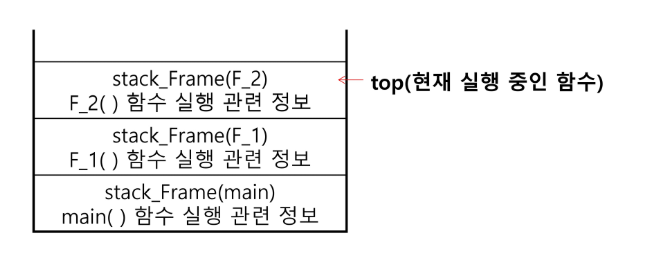 stack_Frame(F_2)
F_2( ) 함수 실행 관련 정보
top(현재 실행 중인 함수)
stack_Frame(F_1)
F_1( ) 함수 실행 관련 정보
stack_Frame(main)
main( ) 함수 실행 관련 정보